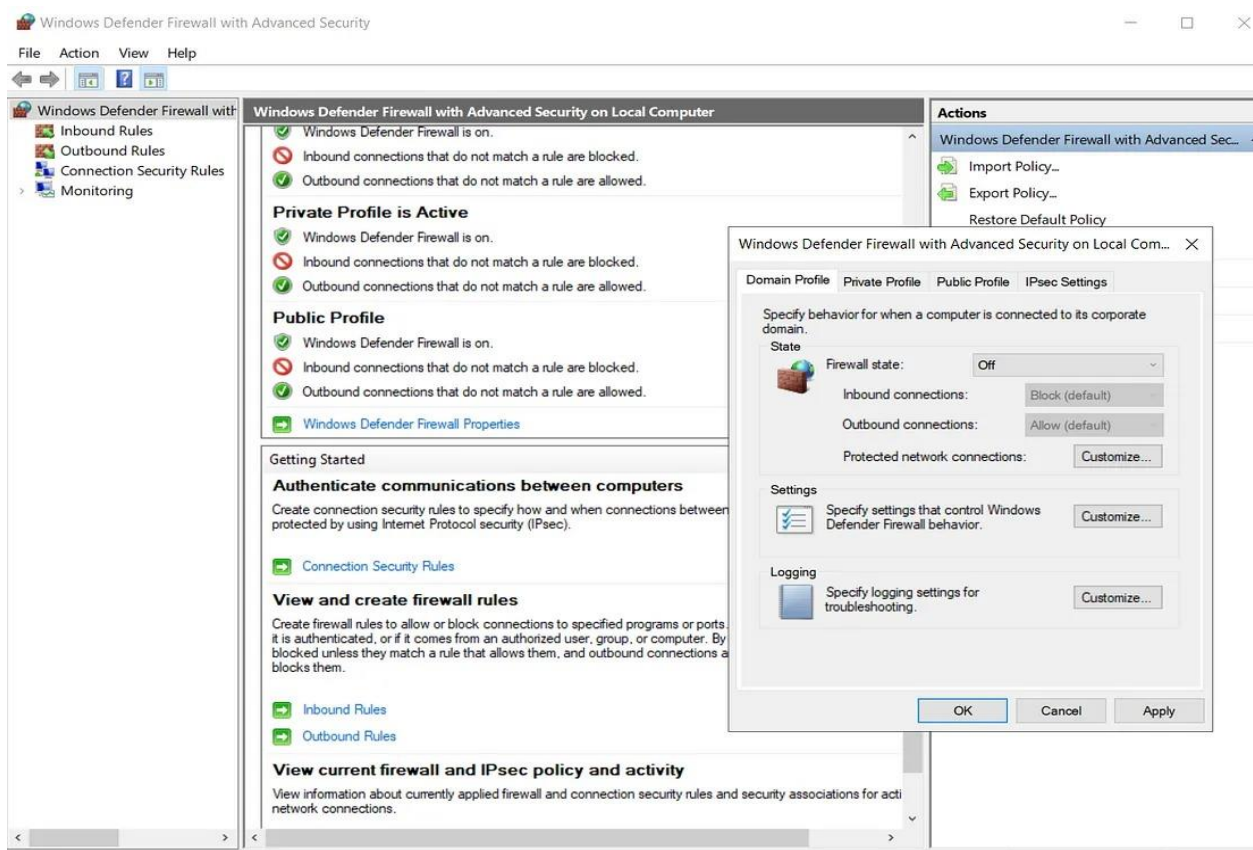 Windows Defender Firewall with Advanced Security
File Action View Help
Windows Defender Firewall with
Inbound Rules
Outbound Rules
Connection Security Rules
Monitoring
Windows Defender Firewall with Advanced Security on Local Computer
Windows Defender Firewall is on.
Inbound connections that do not match a rule are blocked.
Outbound connections that do not match a rule are allowed.
Private Profile is Active
Windows Defender Firewall is on.
Inbound connections that do not match a rule are blocked.
Outbound connections that do not match a rule are allowed.
Public Profile
Windows Defender Firewall is on.
Inbound connections that do not match a rule are blocked.
Outbound connections that do not match a rule are allowed.
Windows Defender Firewall Properties
Getting Started
Authenticate communications between computers
Create connection security rules to specify how and when connections between
protected by using Internet Protocol security (IPsec).
Connection Security Rules
View and create firewall rules
Create firewall rules to allow or block connections to specified programs or ports.
it is authenticated, or if it comes from an authorized user, group, or computer. By
blocked unless they match a rule that allows them, and outbound connections a
blocks them.
Inbound Rules
Outbound Rules
View current firewall and IPsec policy and activity
View information about currently applied firewall and connection security rules and security associations for acti
network connections.
Actions
Windows Defender Firewall with Advanced Sec...
Import Policy...
Export Policy...
Restore Default Policy
Windows Defender Firewall with Advanced Security on Local Com...
Domain Profile Private Profile Public Profile IPsec Settings
Specify behavior for when a computer is connected to its corporate
domain.
State
Firewall state: Off
Inbound connections: Block (default)
Outbound connections: Allow (default)
Protected network connections: Customize...
Settings
Specify settings that control Windows
Defender Firewall behavior.
Customize...
Logging
Specify logging settings for
troubleshooting.
Customize...
OK Cancel Apply